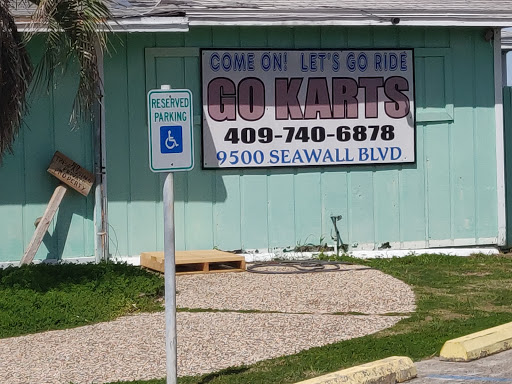 COME ON! LET'S GO RIDE
GO KARTS
409-740-6878
9500 SEAWALL BLVD
RESERVED
PARKING